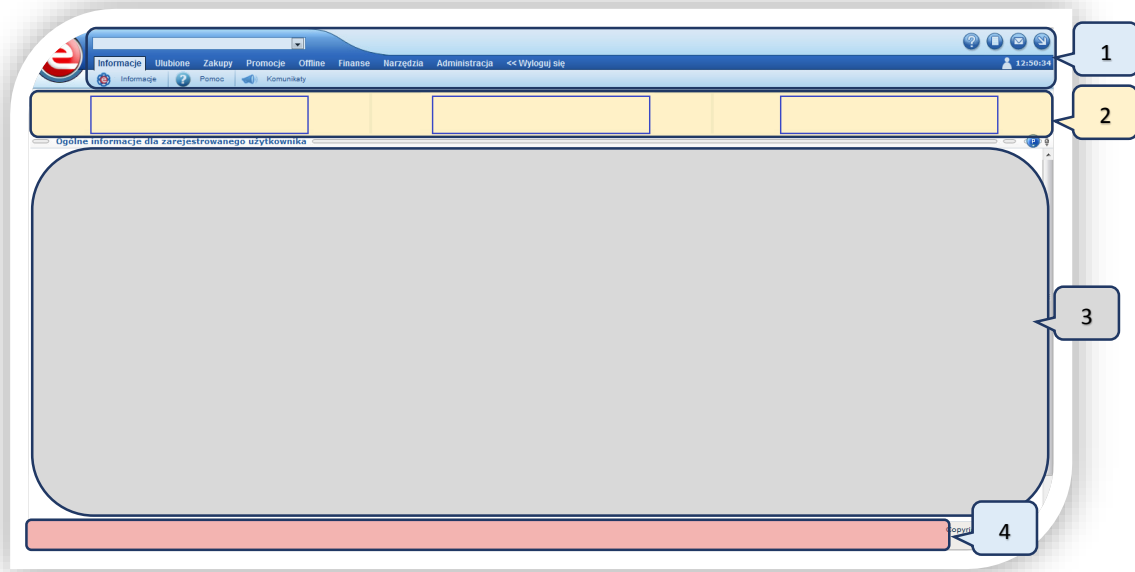 e
1
Informacje Ulubione Zakupy Promocje Offline Finanse Narzędzia Administracja << Wyloguj się 12:50:34
? Informacje ? Pomoc Komunikaty
2
Ogólne informacje dla zarejestrowanego użytkownika P
3
4